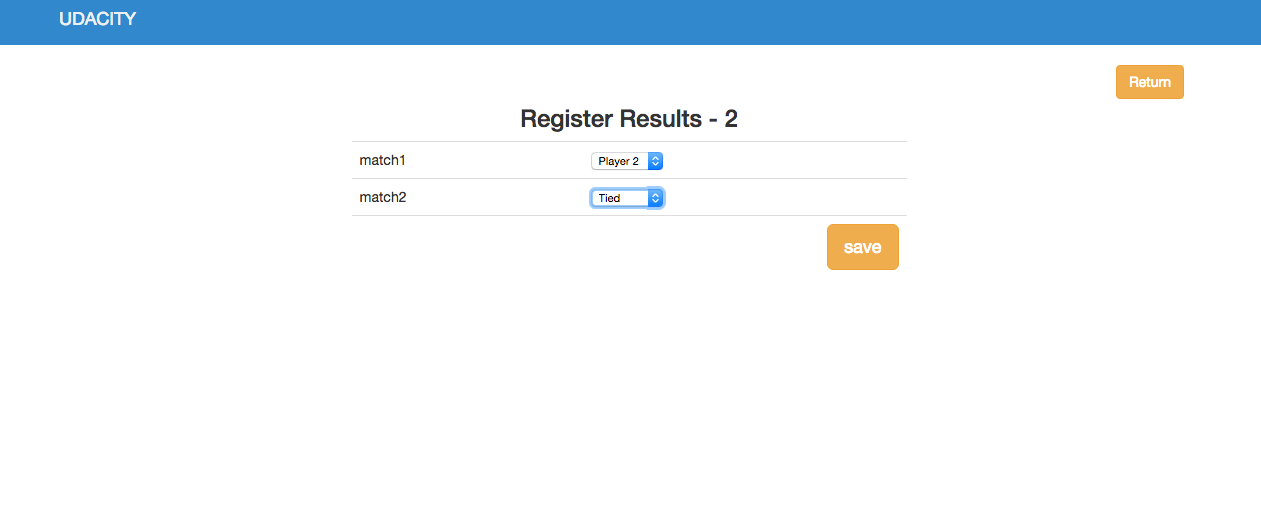 UDACITY
Return
Register Results - 2
match1 Player 2
match2 Tied
save